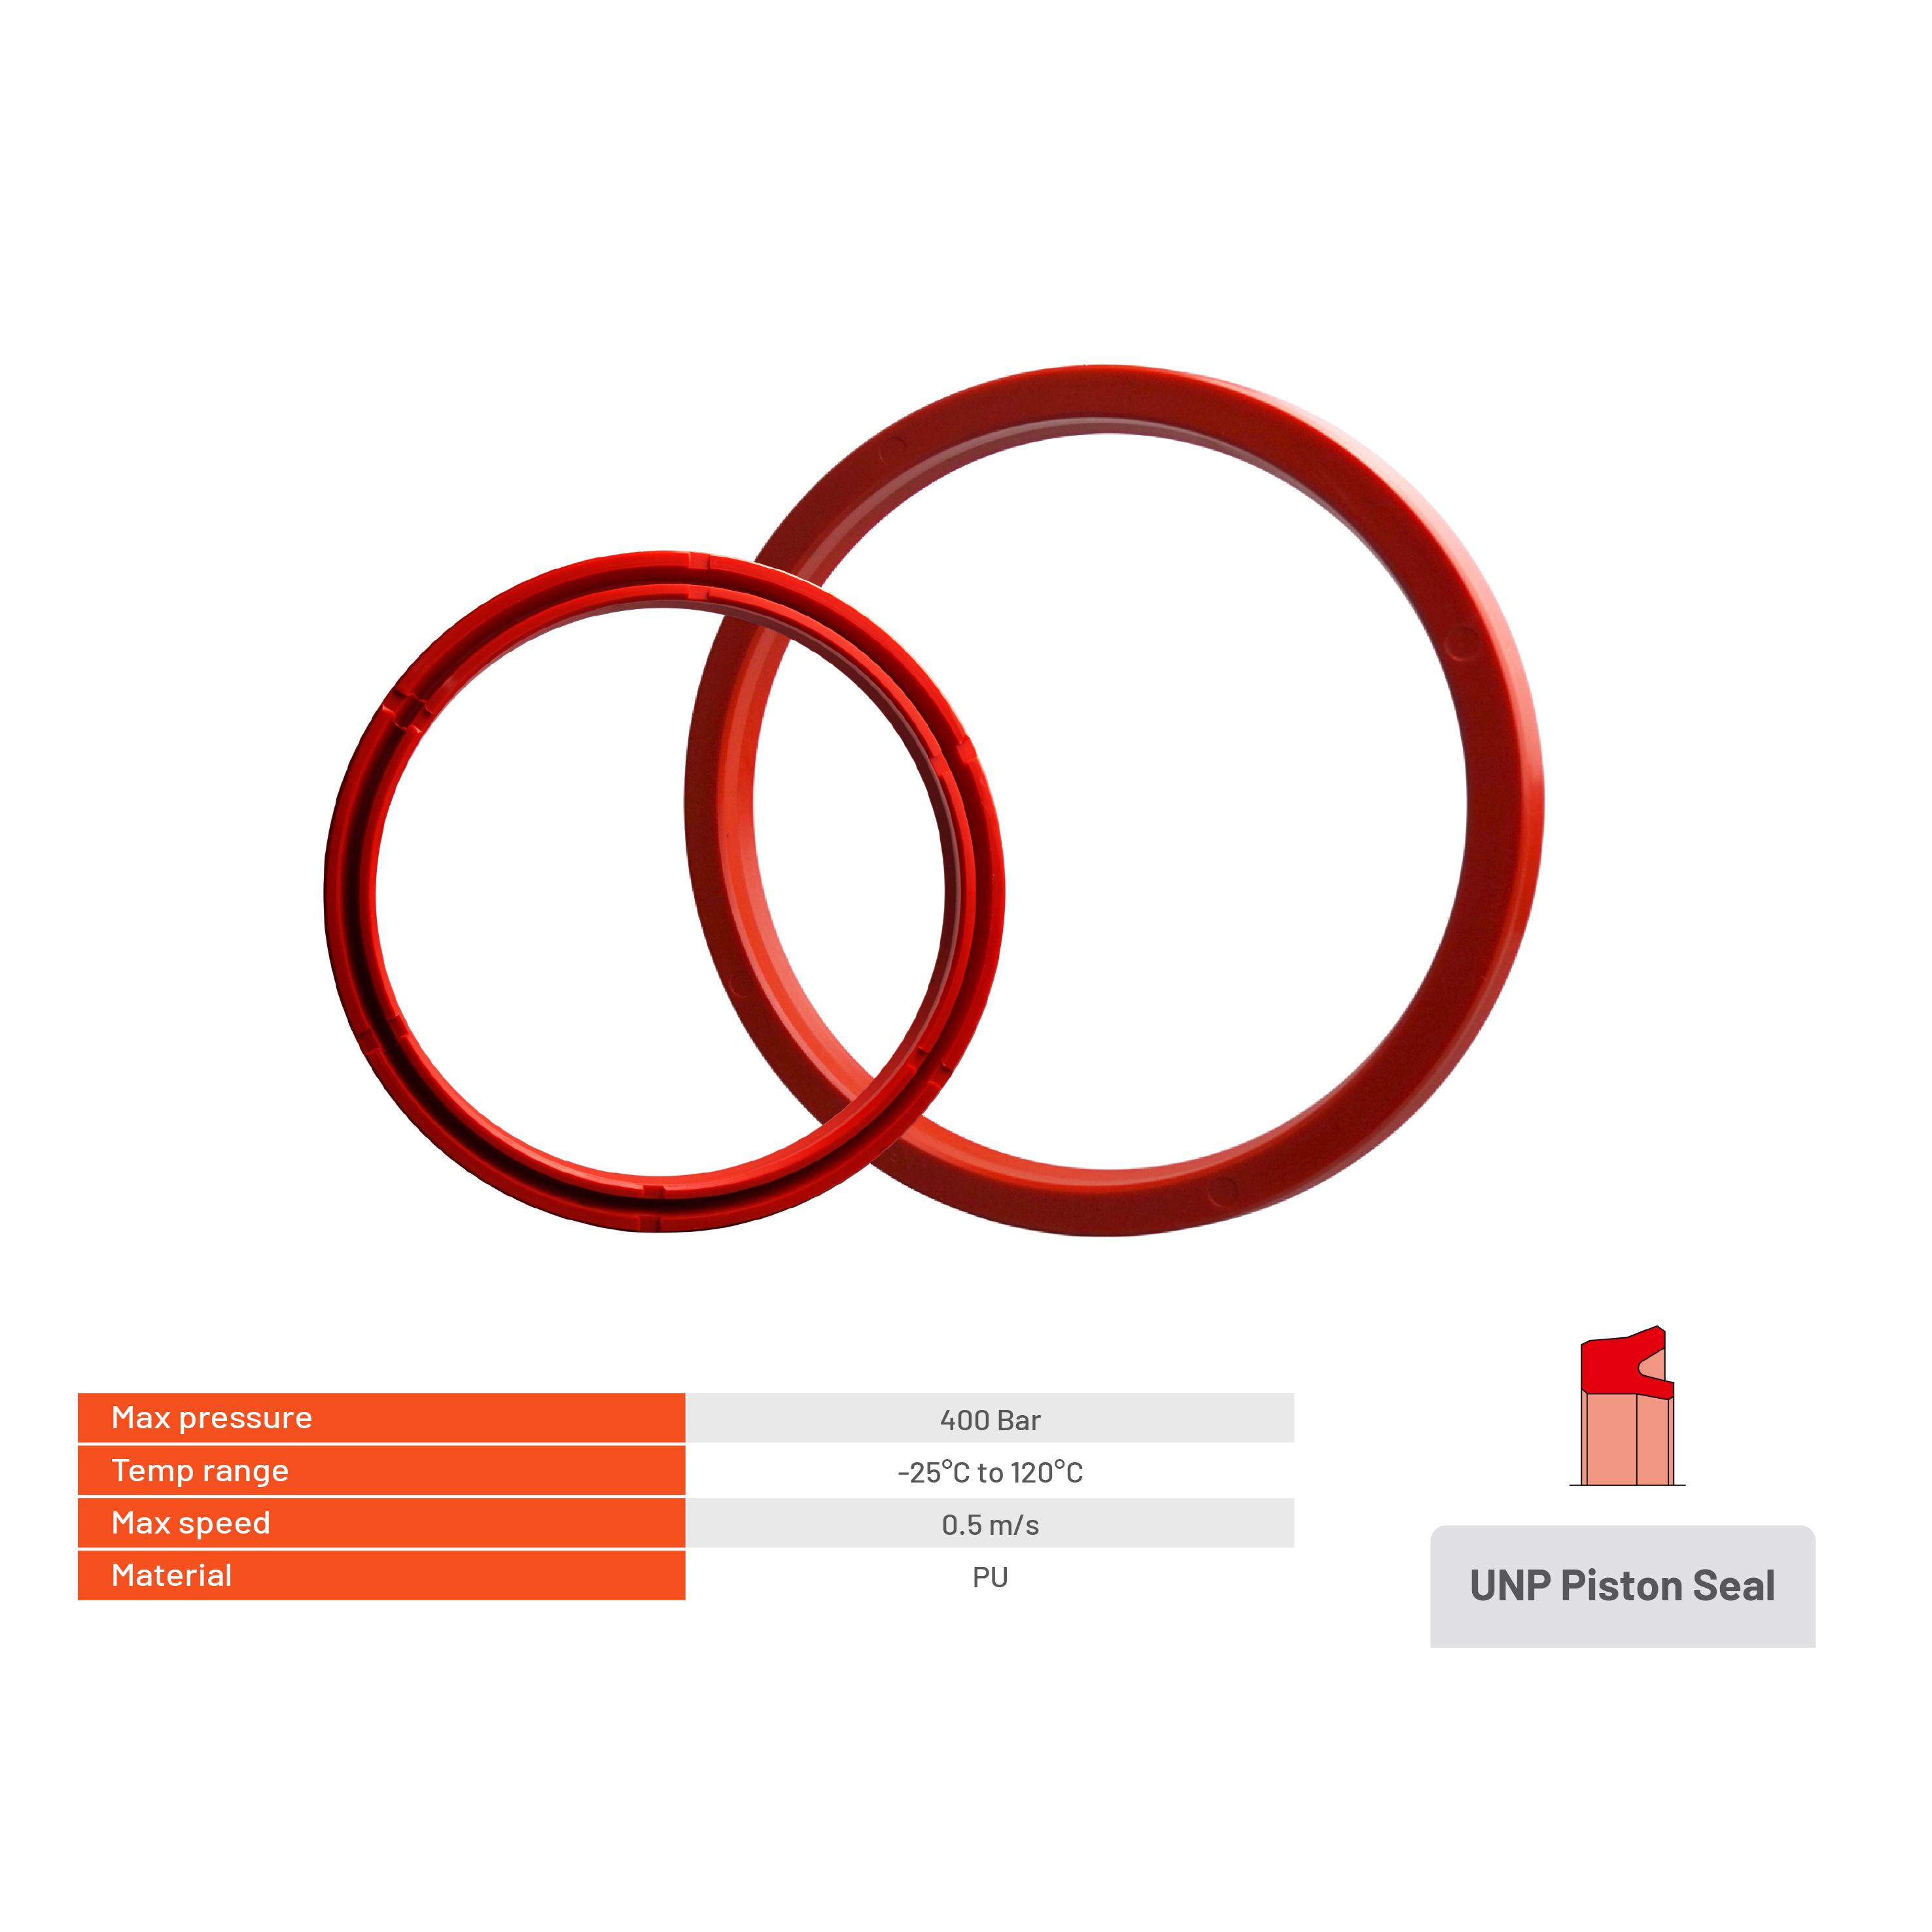 Max pressure 400 Bar
Temp range -25°C to 120°C
Max speed 0.5 m/s
Material PU
UNP Piston Seal